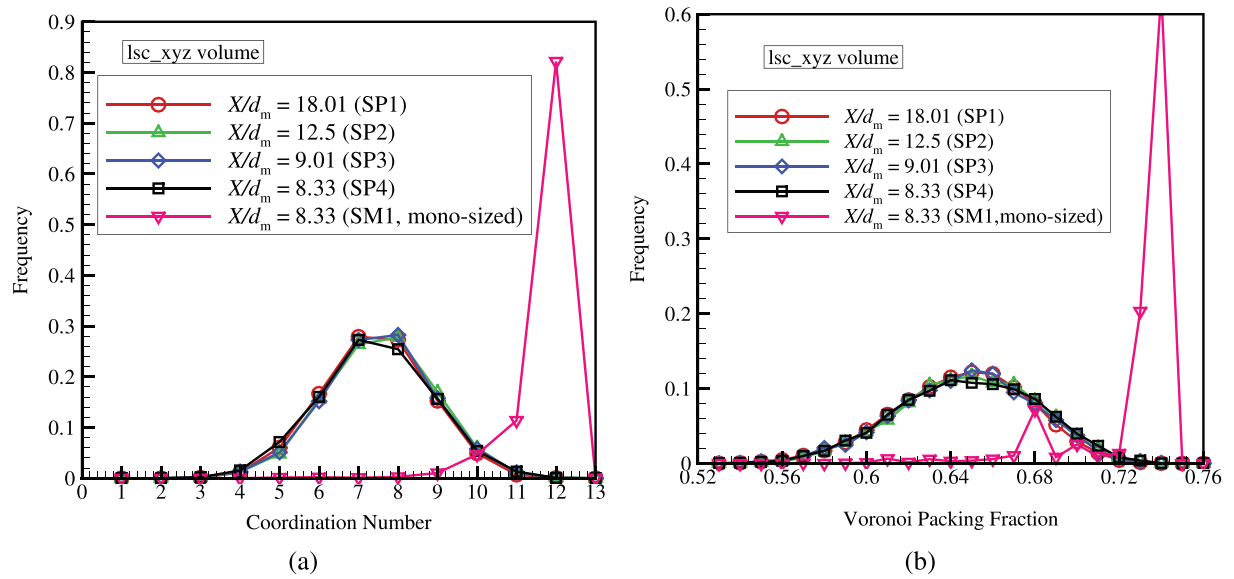 0.9
0.8
0.7
0.6
0.5
0.4
0.3
0.2
0.1
0
Frequency
lsc_xyz volume
X/dm = 18.01 (SP1)
X/dm = 12.5 (SP2)
X/dm = 9.01 (SP3)
X/dm = 8.33 (SP4)
X/dm = 8.33 (SM1, mono-sized)
0 1 2 3 4 5 6 7 8 9 10 11 12 13
Coordination Number
(a)
0.6
0.5
0.4
0.3
0.2
0.1
0
Frequency
lsc_xyz volume
X/dm = 18.01 (SP1)
X/dm = 12.5 (SP2)
X/dm = 9.01 (SP3)
X/dm = 8.33 (SP4)
X/dm = 8.33 (SM1,mono-sized)
0.52 0.56 0.6 0.64 0.68 0.72 0.76
Voronoi Packing Fraction
(b)